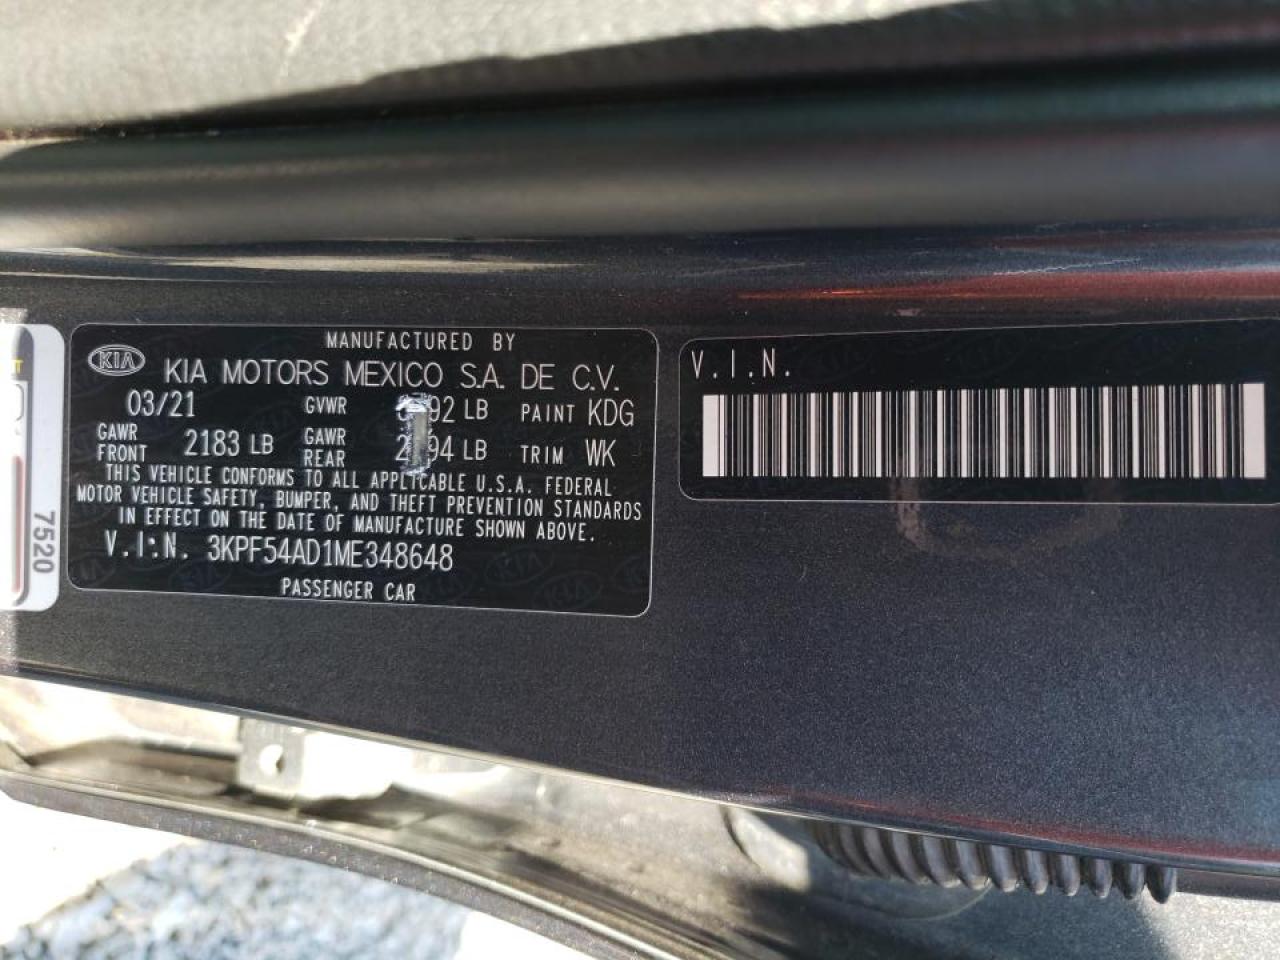 MANUFACTURED BY
KIA KIA MOTORS MEXICO S.A. DE C.V.
03/21 GVWR LB PAINT KDG
GAWR FRONT 2183 LB GAWR REAR LB TRIM WK
THIS VEHICLE CONFORMS TO ALL APPLICABLE U.S.A. FEDERAL
MOTOR VEHICLE SAFETY, BUMPER, AND THEFT PREVENTION STANDARDS
IN EFFECT ON THE DATE OF MANUFACTURE SHOWN ABOVE.
V.I.N. 3KPF54AD1ME348648
PASSENGER CAR
V.I.N.
7520